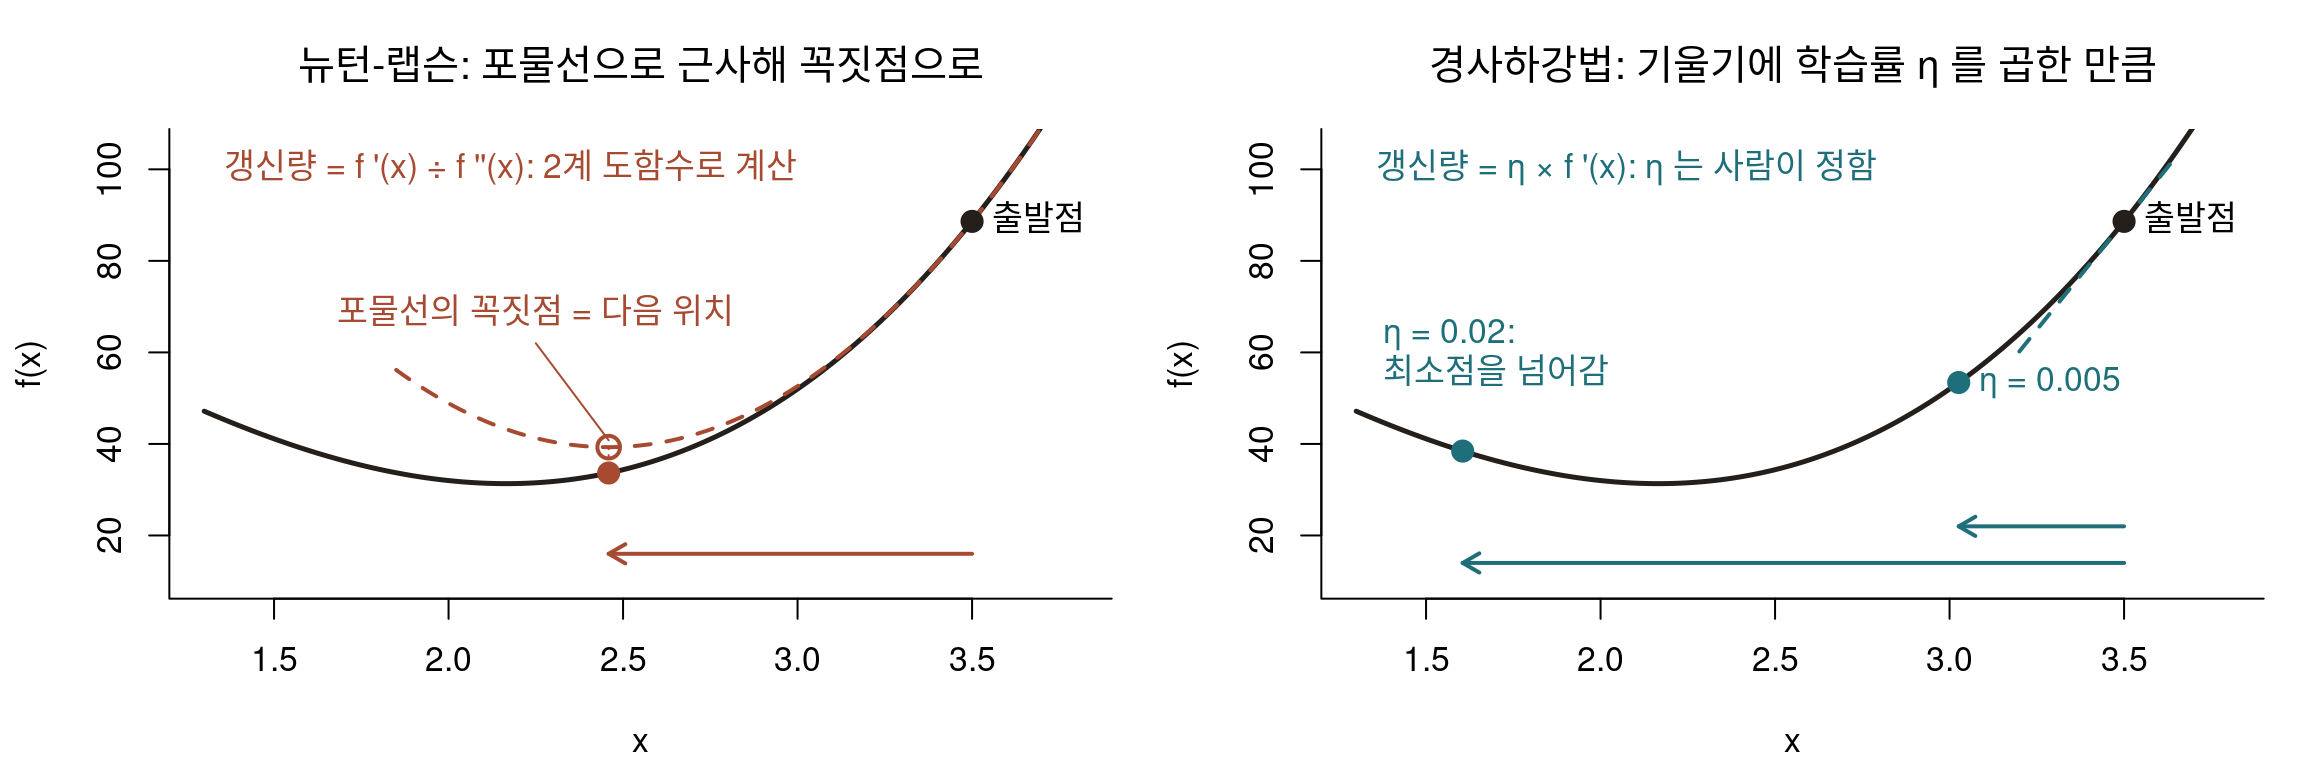 뉴턴-랩슨: 포물선으로 근사해 꼭짓점으로
갱신량 = f '(x) ÷ f ''(x): 2계 도함수로 계산
출발점
포물선의 꼭짓점 = 다음 위치
f(x)
20
40
60
80
100
1.5
2.0
2.5
3.0
3.5
x
경사하강법: 기울기에 학습률 η 를 곱한 만큼
갱신량 = η × f '(x): η 는 사람이 정함
출발점
η = 0.02:
최소점을 넘어감
η = 0.005
f(x)
20
40
60
80
100
1.5
2.0
2.5
3.0
3.5
x